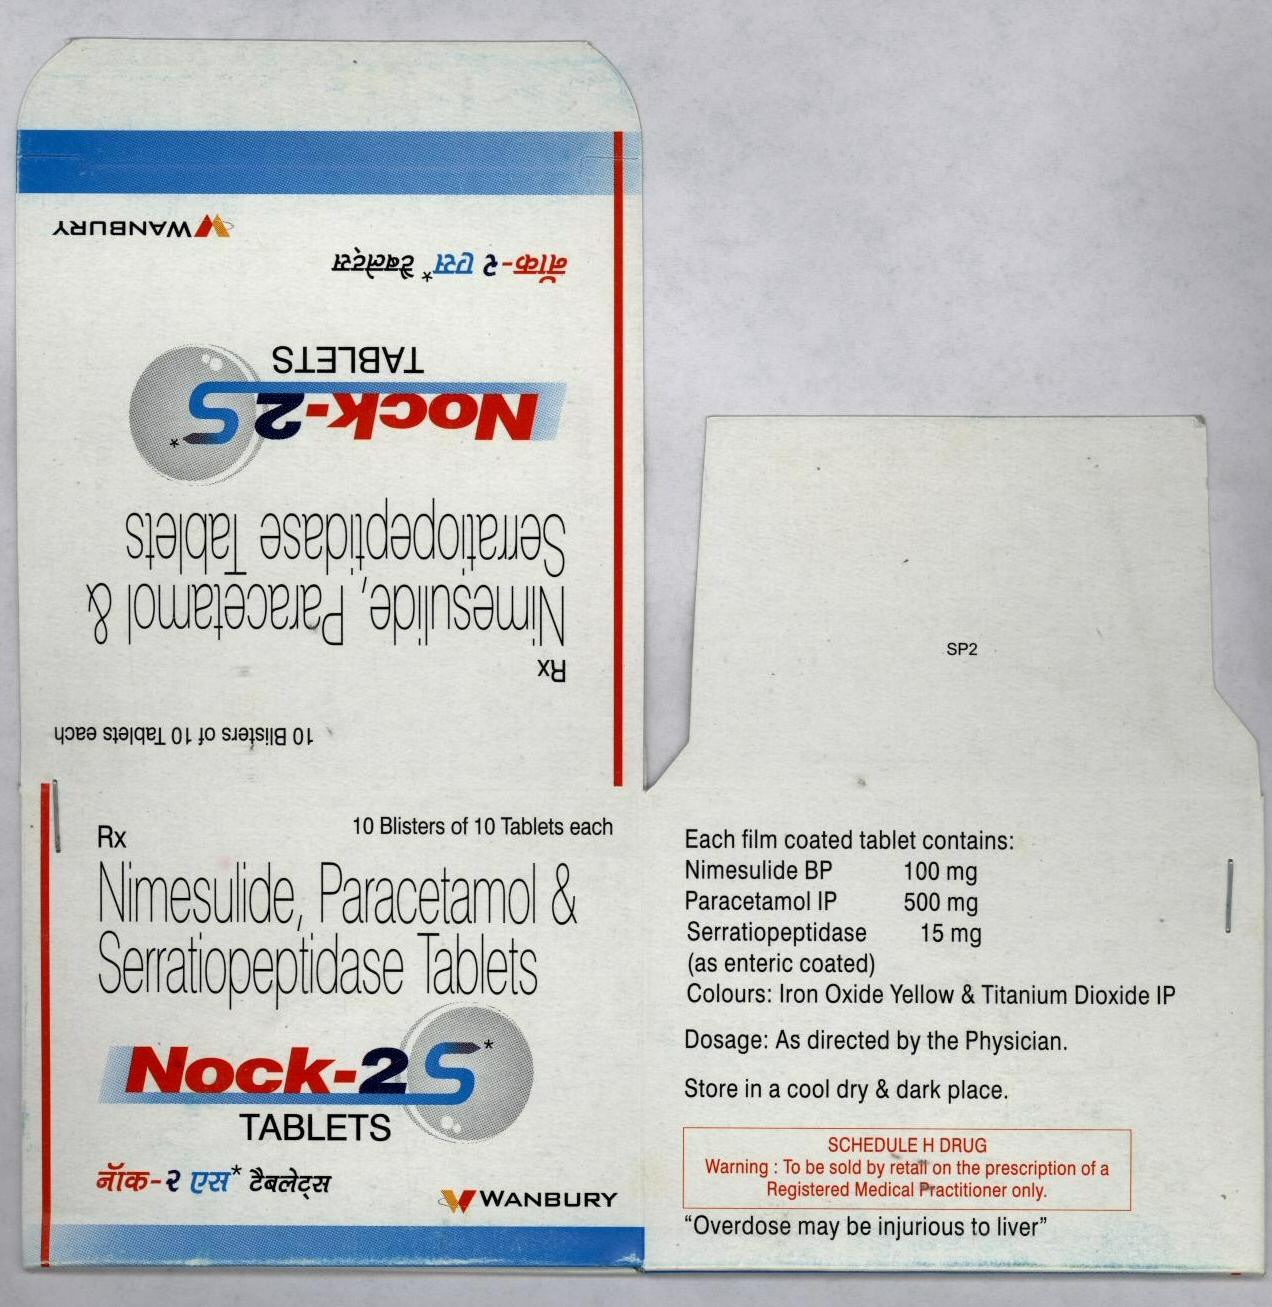 WANBURY
नॉक-२ एस* टैबलेट्स
Nock-2S*
TABLETS
Nimesulide, Paracetamol &
Serratiopeptidase Tablets
Rx
10 Blisters of 10 Tablets each
Rx
10 Blisters of 10 Tablets each
Nimesulide, Paracetamol &
Serratiopeptidase Tablets
Nock-2S*
TABLETS
नॉक-२ एस* टैबलेट्स
WANBURY
SP2
Each film coated tablet contains:
Nimesulide BP 100 mg
Paracetamol IP 500 mg
Serratiopeptidase 15 mg
(as enteric coated)
Colours: Iron Oxide Yellow & Titanium Dioxide IP
Dosage: As directed by the Physician.
Store in a cool dry & dark place.
SCHEDULE H DRUG
Warning : To be sold by retail on the prescription of a
Registered Medical Practitioner only.
“Overdose may be injurious to liver”